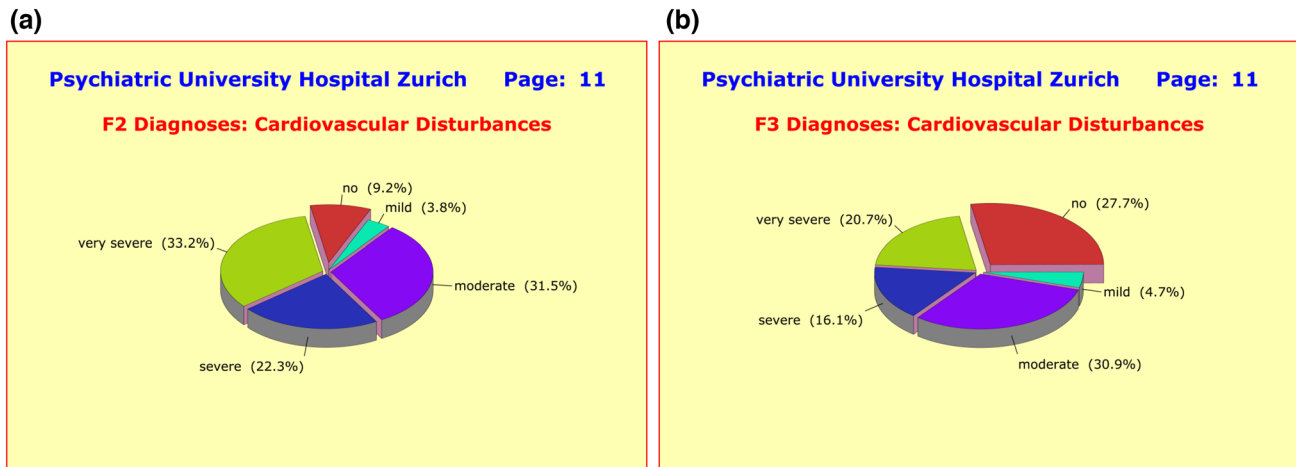 (a)
Psychiatric University Hospital Zurich Page: 11
F2 Diagnoses: Cardiovascular Disturbances
no (9.2%)
mild (3.8%)
very severe (33.2%)
moderate (31.5%)
severe (22.3%)
(b)
Psychiatric University Hospital Zurich Page: 11
F3 Diagnoses: Cardiovascular Disturbances
no (27.7%)
very severe (20.7%)
mild (4.7%)
severe (16.1%)
moderate (30.9%)